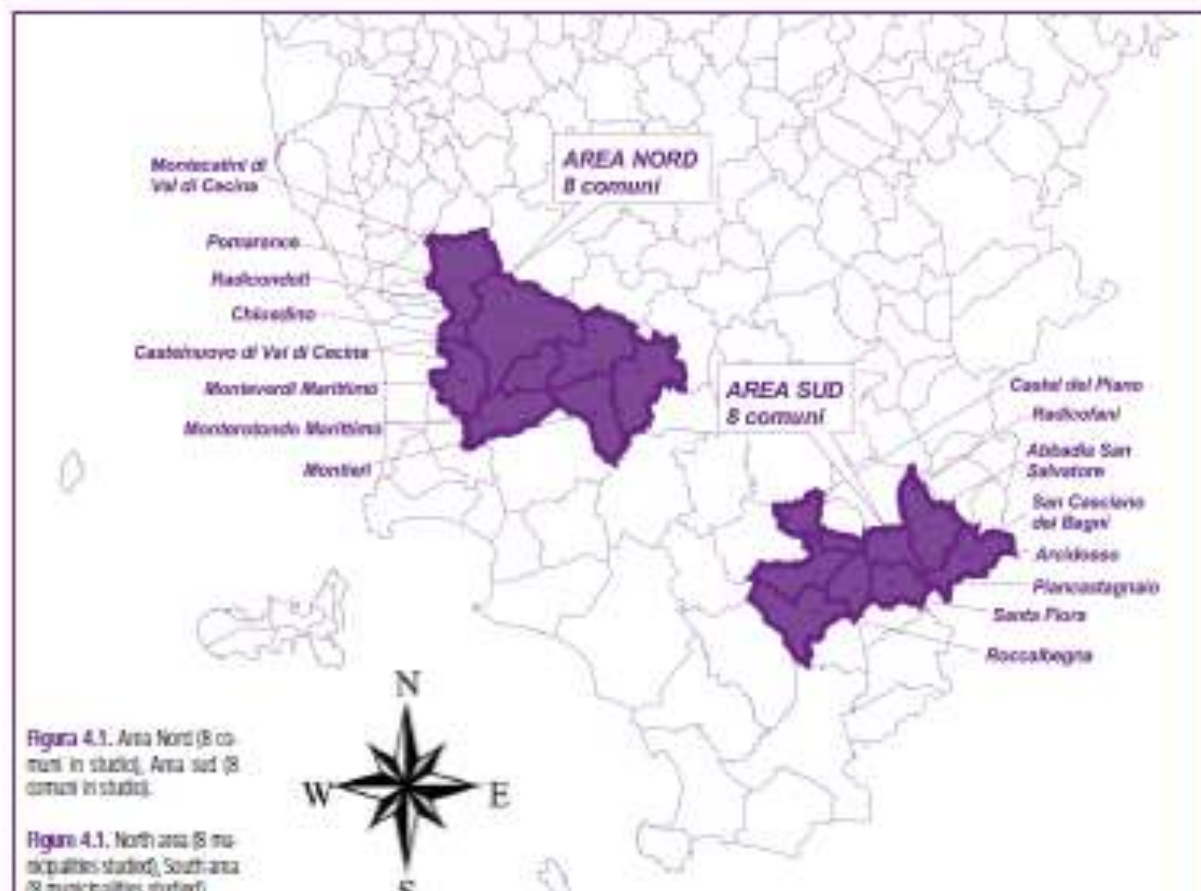 Montecatini di
Val di Cecina
Pomarance
Radicondoli
Chiusdino
Castelnuovo di Val di Cecina
Monteverdi Marittimo
Monterotondo Marittimo
Montieri
AREA NORD
8 comuni
AREA SUD
8 comuni
Castel del Piano
Radicofani
Abbadia San
Salvatore
San Casciano
dei Bagni
Arcidosso
Piancastagnaio
Santa Fiora
Roccalbegna
N
W
E
S
Figura 4.1. Area Nord (8 co-
muni in studio), Area sud (8
comuni in studio).
Figure 4.1. North area (8 mu-
nicipalities studied), South area
(8 municipalities studied)